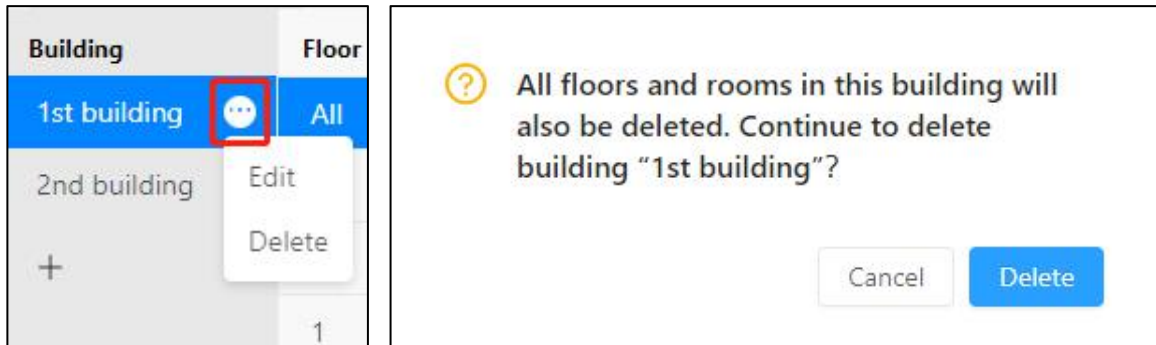 Building
Floor
1st building
All
2nd building
Edit
Delete
+
1
All floors and rooms in this building will
also be deleted. Continue to delete
building “1st building”?
Cancel
Delete